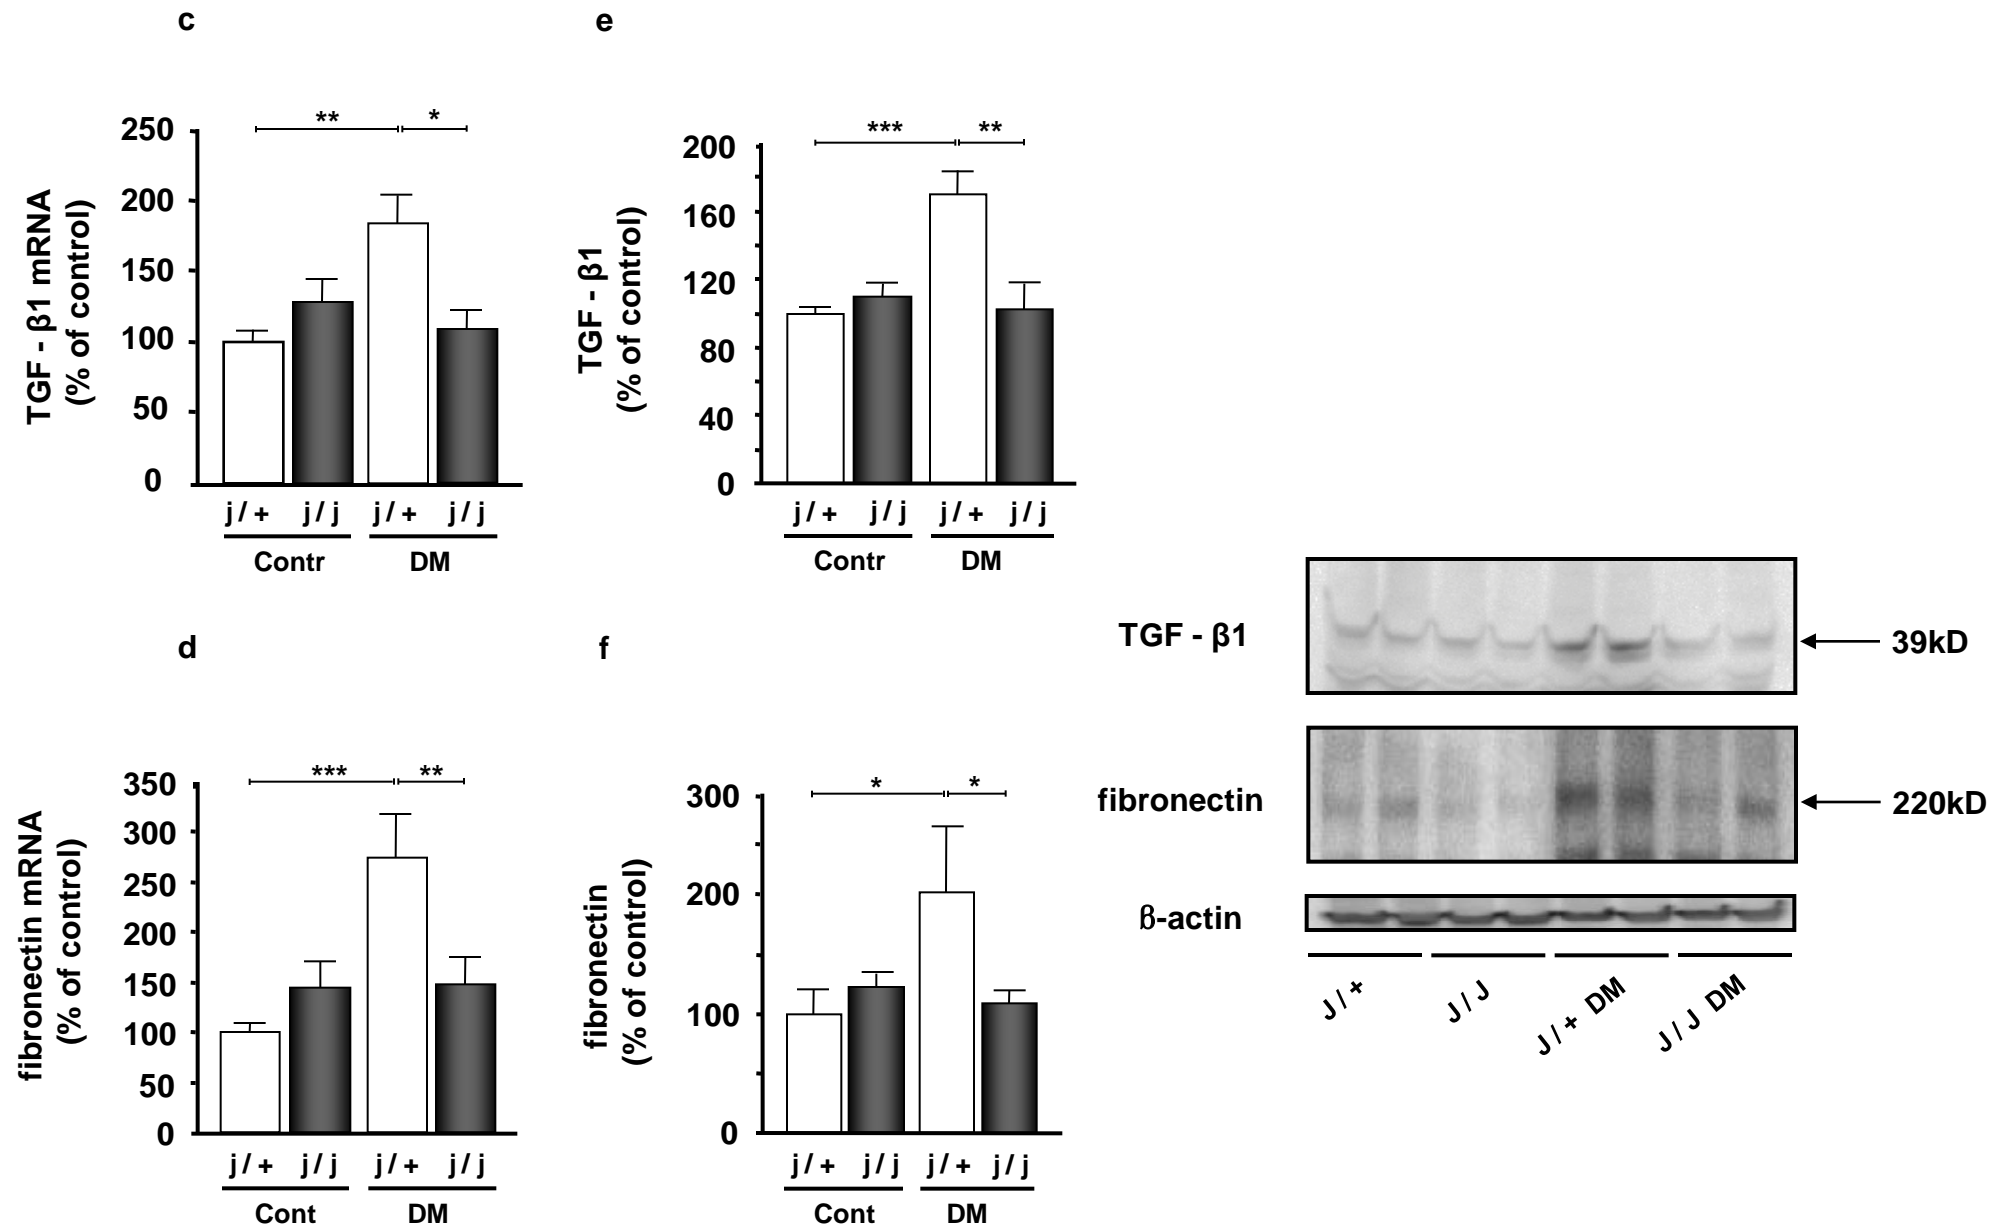 c
TGF - β1 mRNA
(% of control)
250
200
150
100
50
0
** *
j / + j / j j / + j / j
Contr DM
e
TGF - β1
(% of control)
200
160
120
80
40
0
*** **
j / + j / j j / + j / j
Contr DM
d
fibronectin mRNA
(% of control)
350
300
250
200
150
100
50
0
*** **
j / + j / j j / + j / j
Cont DM
f
fibronectin
(% of control)
300
200
100
0
* *
j / + j / j j / + j / j
Cont DM
TGF - β1 39kD
fibronectin 220kD
β-actin
J / + J / J J / + DM J / J DM